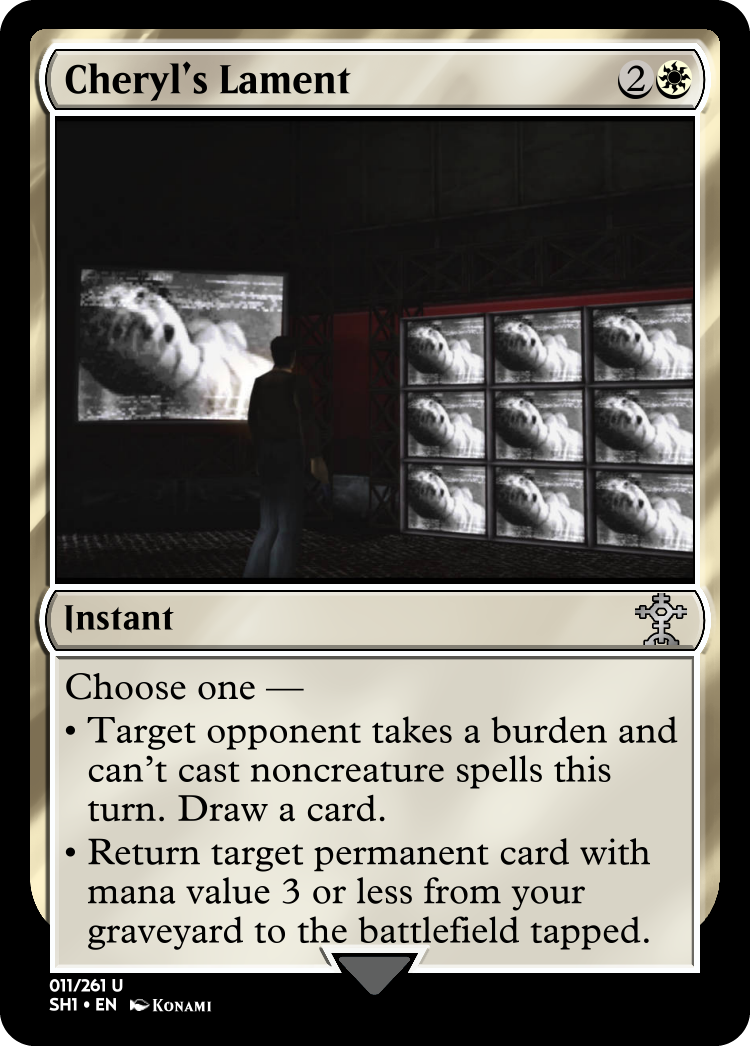 Cheryl's Lament 2
Instant
Choose one —
• Target opponent takes a burden and
can't cast noncreature spells this
turn. Draw a card.
• Return target permanent card with
mana value 3 or less from your
graveyard to the battlefield tapped.
011/261 U
SH1 • EN KONAMI